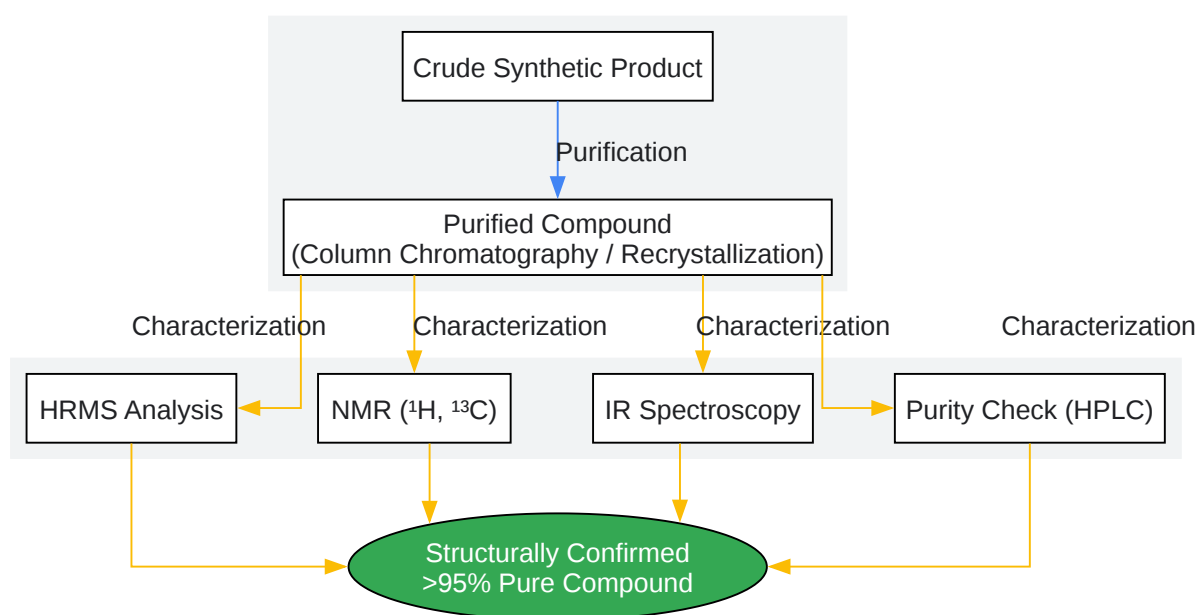 Crude Synthetic Product
Purification
Purified Compound
(Column Chromatography / Recrystallization)
Characterization
Characterization
Characterization
Characterization
HRMS Analysis
NMR (¹H, ¹³C)
IR Spectroscopy
Purity Check (HPLC)
Structurally Confirmed
>95% Pure Compound